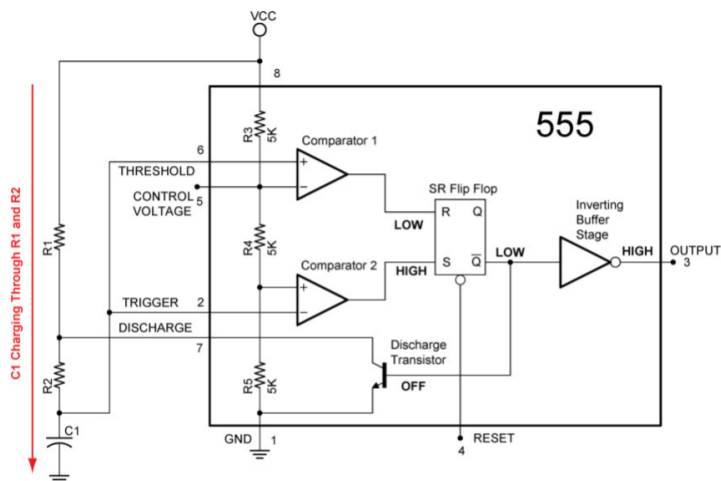 VCC
8
555
R3
5K
Comparator 1
6
THRESHOLD
+
−
CONTROL
VOLTAGE
5
SR Flip Flop
R
Q
LOW
Inverting
Buffer
Stage
C1 Charging Through R1 and R2
R1
R4
5K
Comparator 2
HIGH
S
Q̅
LOW
HIGH
OUTPUT
3
+
−
TRIGGER
2
DISCHARGE
7
Discharge
Transistor
OFF
R2
R5
5K
C1
GND
1
RESET
4